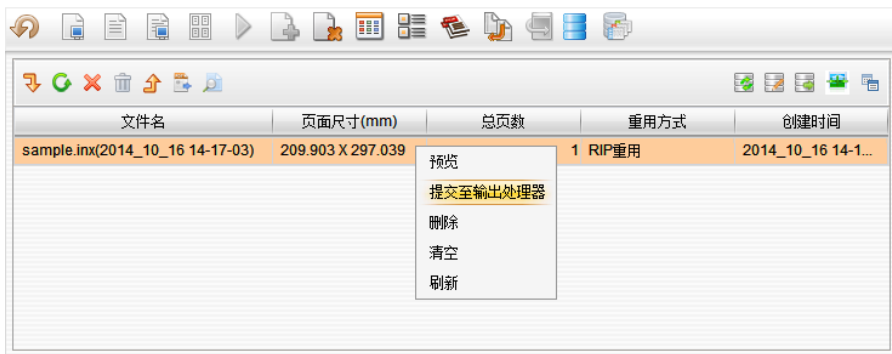 文件名 页面尺寸(mm) 总页数 重用方式 创建时间
sample.inx(2014_10_16 14-17-03) 209.903 X 297.039 1 RIP重用 2014_10_16 14-1...
预览
提交至输出处理器
删除
清空
刷新